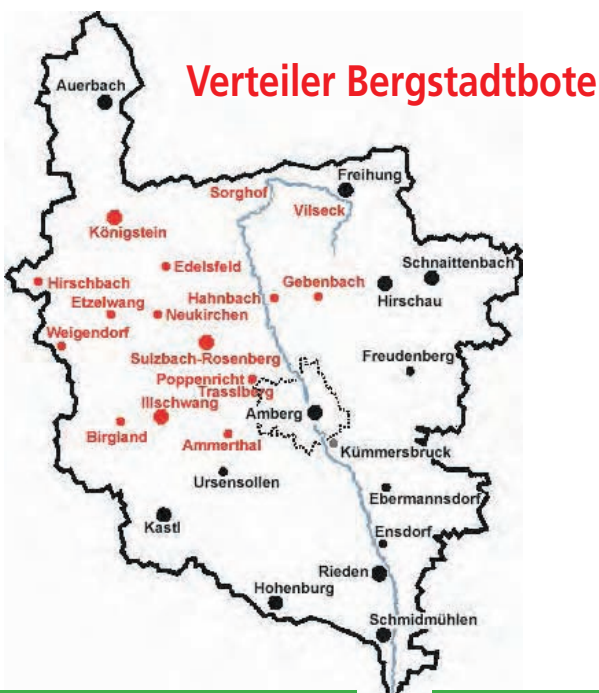 Verteiler Bergstadtbote
Auerbach
Freihung
Sorghof
Vilseck
Königstein
Schnaittenbach
Edelsfeld
Hirschbach
Gebenbach
Hirschau
Etzelwang
Hahnbach
Neukirchen
Weigendorf
Sulzbach-Rosenberg
Freudenberg
Poppenricht
Trasslberg
Illschwang
Amberg
Birgland
Ammerthal
Kümmersbruck
Ursensollen
Ebermannsdorf
Kastl
Ensdorf
Rieden
Hohenburg
Schmidmühlen